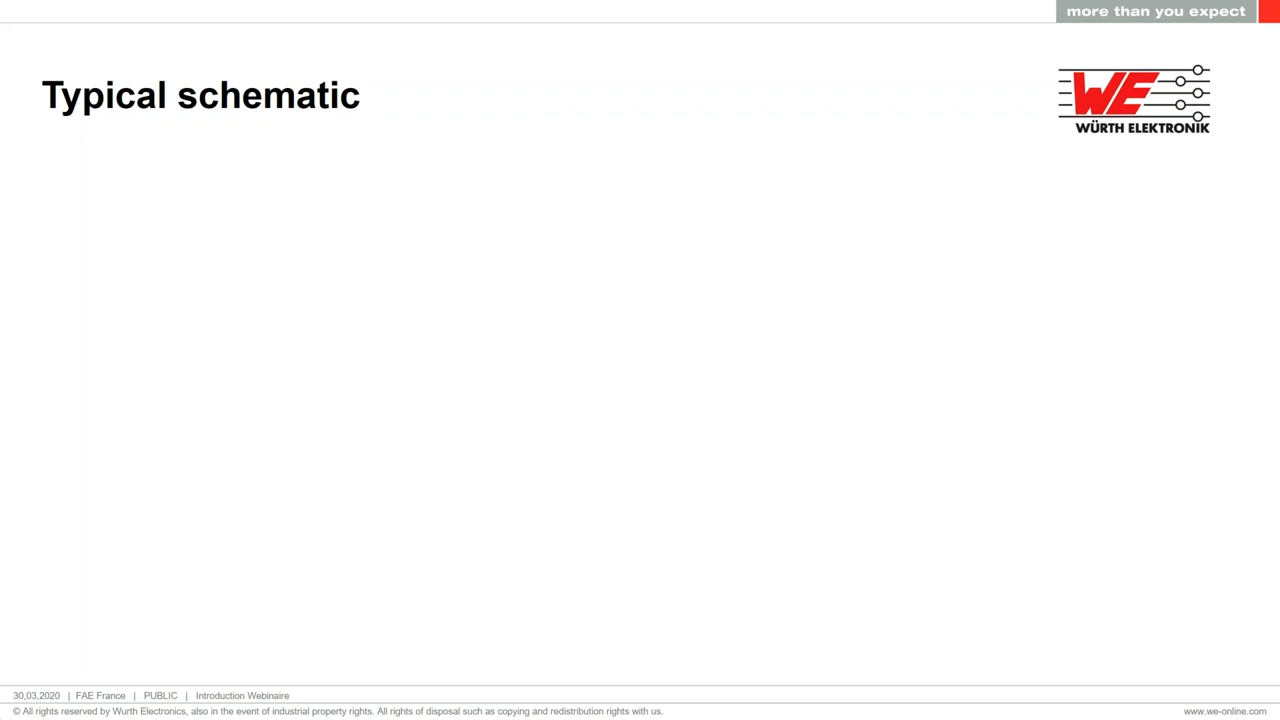 more than you expect
Typical schematic
WE
WÜRTH ELEKTRONIK
30,03,2020 | FAE France | PUBLIC | Introduction Webinaire
© All rights reserved by Wurth Electronics, also in the event of industrial property rights. All rights of disposal such as copying and redistribution rights with us.
www.we-online.com